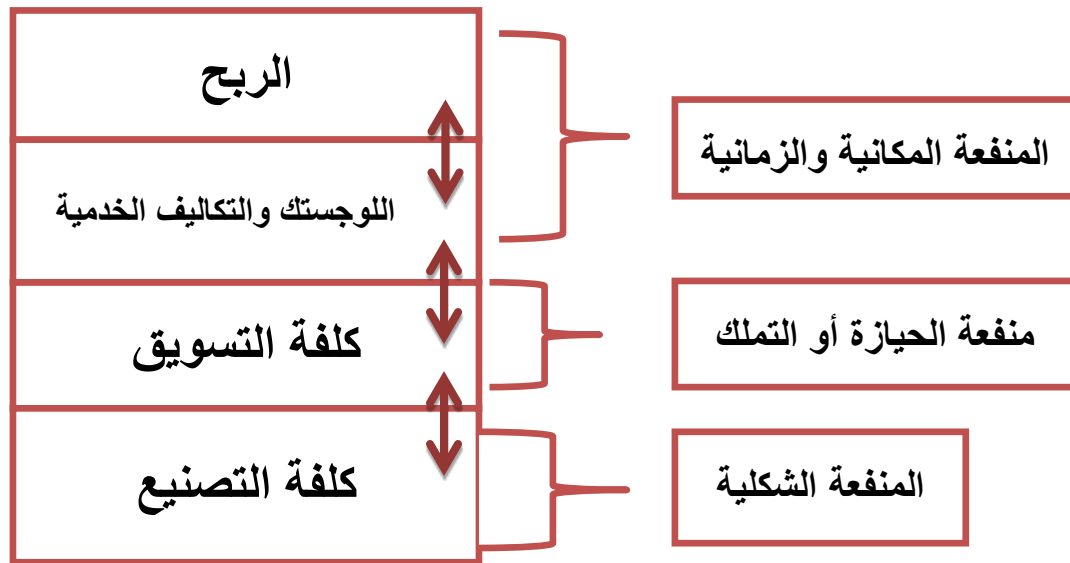 الربح
المنفعة المكانية والزمانية
اللوجستك والتكاليف الخدمية
كلفة التسويق
منفعة الحيازة أو التملك
كلفة التصنيع
المنفعة الشكلية